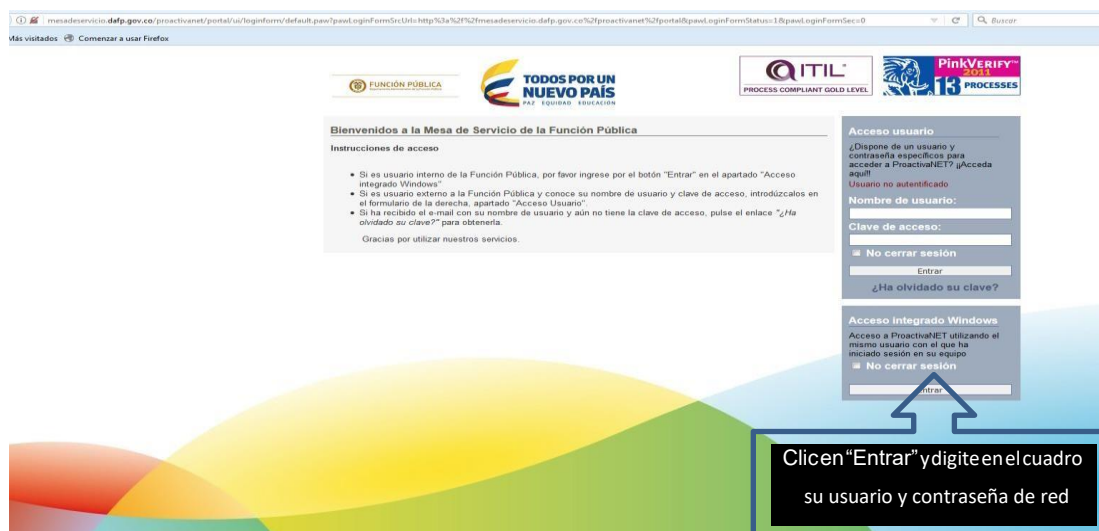 mesadeservicio.dafp.gov.co/proactivanet/portal/ui/loginform/default.paw?pawLoginFormSrcUrl=http%3a%2f%2fmesadeservicio.dafp.gov.co%2fproactivanet%2fportal&pawLoginFormStatus=1&pawLoginFormSec=0
Buscar
Más visitados Comenzar a usar Firefox
FUNCIÓN PÚBLICA
TODOS POR UN
NUEVO PAÍS
PAZ EQUIDAD EDUCACIÓN
ITIL
PROCESS COMPLIANT GOLD LEVEL
PinkVERIFY™
2011
13 PROCESSES
Bienvenidos a la Mesa de Servicio de la Función Pública
Instrucciones de acceso
• Si es usuario interno de la Función Pública, por favor ingrese por el botón "Entrar" en el apartado "Acceso
integrado Windows"
• Si es usuario externo a la Función Pública y conoce su nombre de usuario y clave de acceso, introdúzcalos en
el formulario de la derecha, apartado "Acceso Usuario".
• Si ha recibido el e-mail con su nombre de usuario y aún no tiene la clave de acceso, pulse el enlace "¿Ha
olvidado su clave?" para obtenerla.
Gracias por utilizar nuestros servicios.
Acceso usuario
¿Dispone de un usuario y
contraseña específicos para
acceder a ProactivaNET? ¡¡Acceda
aquí!!
Usuario no autentificado
Nombre de usuario:
Clave de acceso:
No cerrar sesión
Entrar
¿Ha olvidado su clave?
Acceso integrado Windows
Acceso a ProactivaNET utilizando el
mismo usuario con el que ha
iniciado sesión en su equipo
No cerrar sesión
Entrar
Clic en "Entrar" y digite en el cuadro
su usuario y contraseña de red